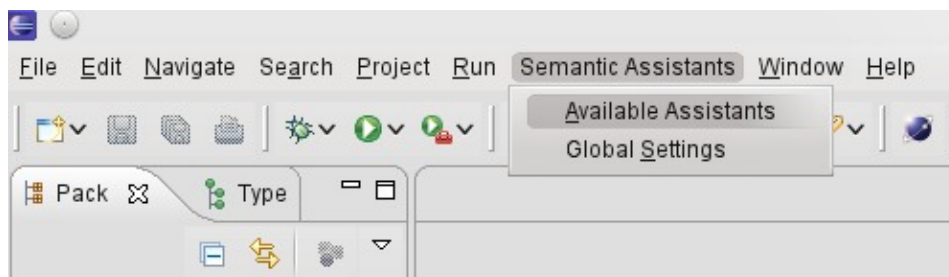 File Edit Navigate Search Project Run Semantic Assistants Window Help
Available Assistants
Global Settings
Pack Type